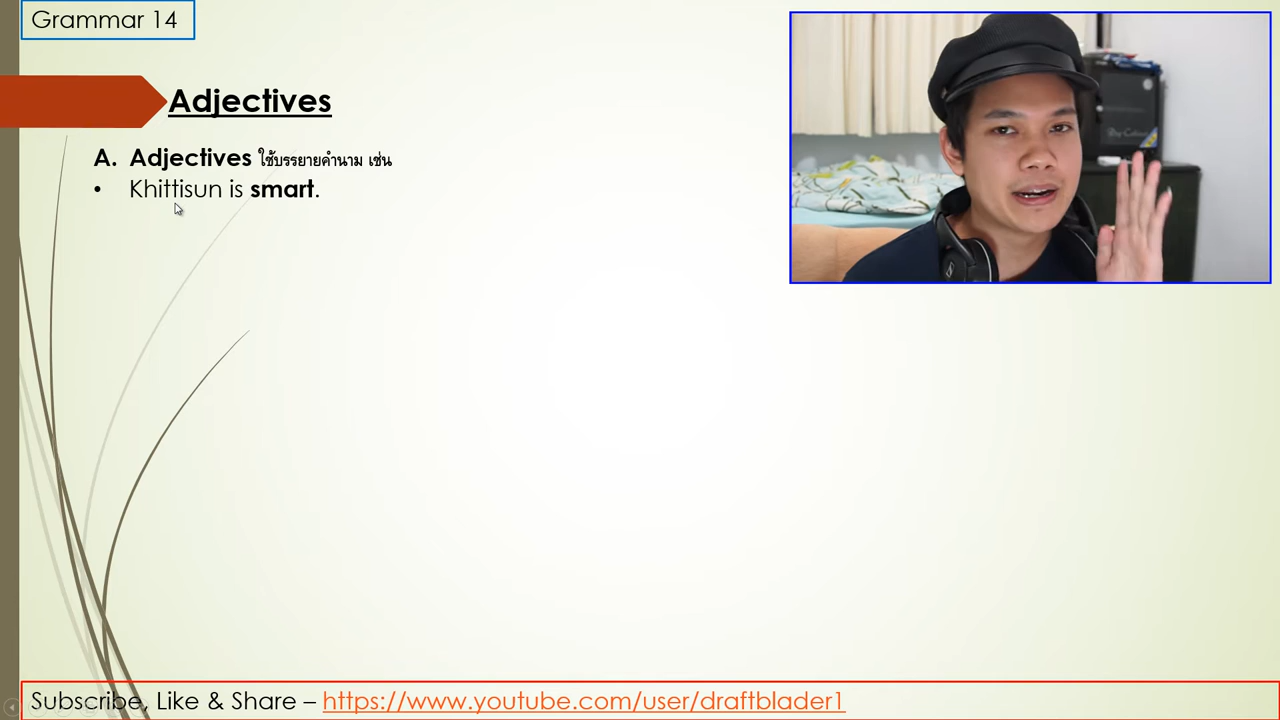 Grammar 14
Adjectives
A. Adjectives ใช้บรรยายคำนาม เช่น
• Khittisun is smart.
Subscribe, Like & Share – https://www.youtube.com/user/draftblader1